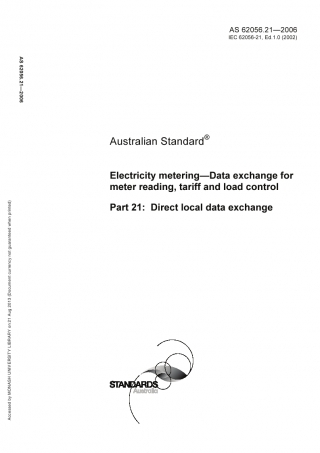 AS 62056.21—2006
IEC 62056-21, Ed 1.0 (2002)
AS 62056.21—2006
Australian Standard®
Electricity metering—Data exchange for
meter reading, tariff and load control
Part 21: Direct local data exchange
Accessed by MONASH UNIVERSITY LIBRARY on 21 Aug 2010 (Document currency not guaranteed when printed)
STANDARDS
Australia